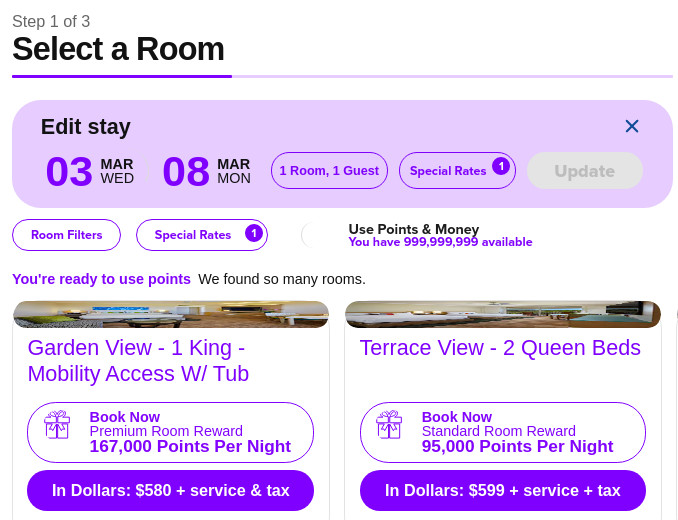 Step 1 of 3
Select a Room
Edit stay
03 MAR WED
08 MAR MON
1 Room, 1 Guest
Special Rates 1
Update
Room Filters
Special Rates 1
Use Points & Money
You have 999,999,999 available
You're ready to use points We found so many rooms.
Garden View - 1 King -
Mobility Access W/ Tub
Book Now
Premium Room Reward
167,000 Points Per Night
In Dollars: $580 + service & tax
Terrace View - 2 Queen Beds
Book Now
Standard Room Reward
95,000 Points Per Night
In Dollars: $599 + service + tax